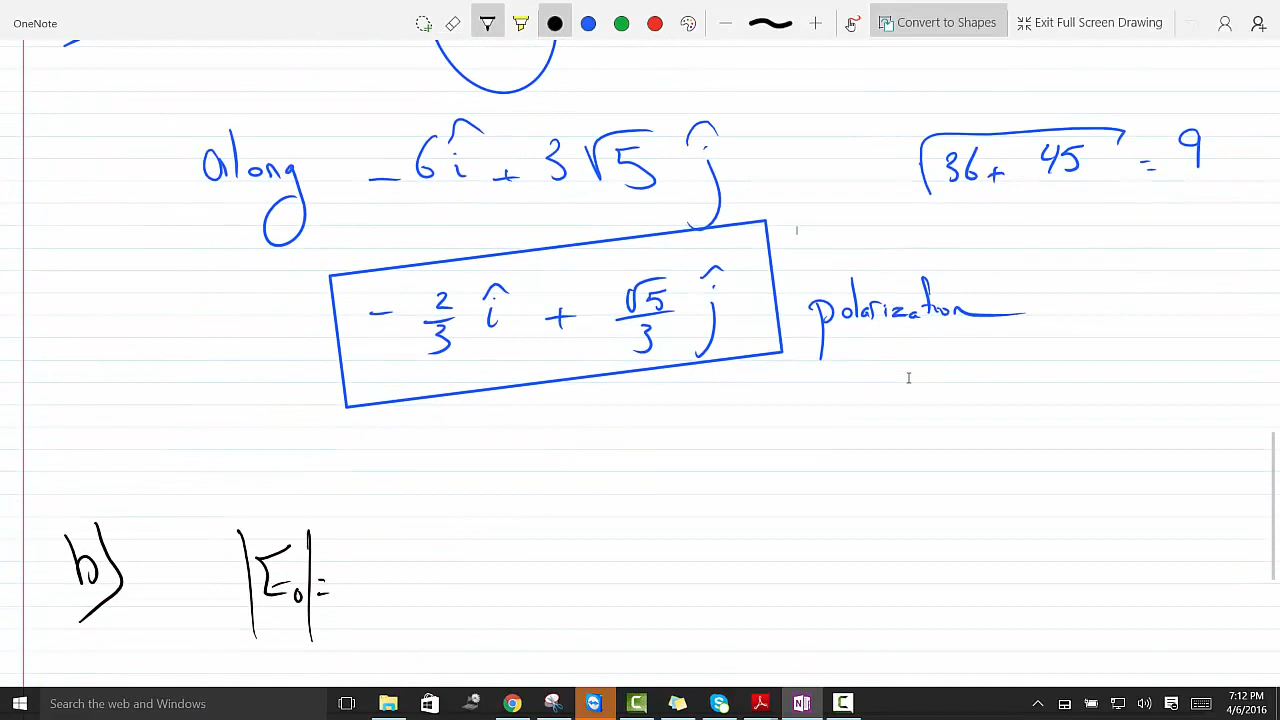 OneNote
Convert to Shapes
Exit Full Screen Drawing
along -6î + 3√5 ĵ
√36 + 45 = 9
- 2/3 î + √5/3 ĵ polarization
b) |E₀| =
Search the web and Windows
7:12 PM
4/6/2016